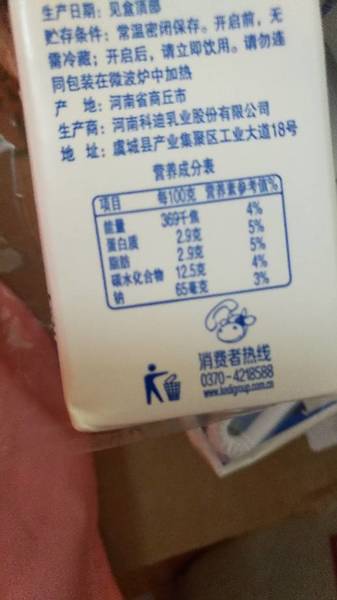 生产日期：见盒顶部
贮存条件：常温密闭保存。开启前，无
需冷藏；开启后，请立即饮用。请勿连
同包装在微波炉中加热
产　地：河南省商丘市
生产商：河南科迪乳业股份有限公司
地　址：虞城县产业集聚区工业大道18号
营养成分表
项目 每100克 营养素参考值%
能量 369千焦 4%
蛋白质 2.9克 5%
脂肪 2.9克 5%
碳水化合物 12.5克 4%
钠 65毫克 3%
消费者热线
0370-4218588
www.kedigroup.com.cn